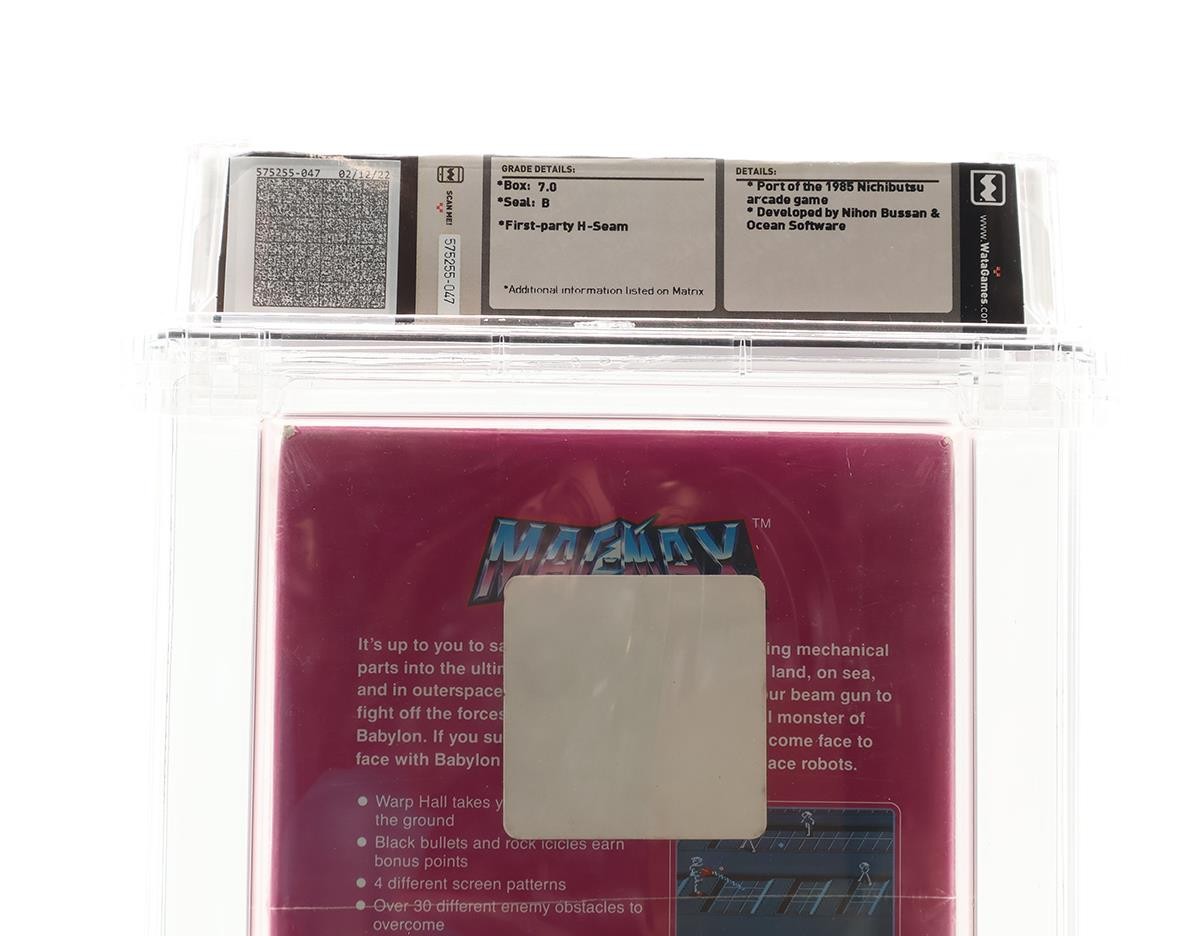 575255-047 02/12/22
SCAN ME!
575255-047
GRADE DETAILS:
*Box: 7.0
*Seal: B
*First-party H-Seam
*Additional information listed on Matrix
DETAILS:
* Port of the 1985 Nichibutsu
arcade game
* Developed by Nihon Bussan &
Ocean Software
www.WataGames.com
MAGMAX TM
It's up to you to sa
ing mechanical
parts into the ultin
land, on sea,
and in outerspace
ur beam gun to
fight off the forces
l monster of
Babylon. If you su
come face to
face with Babylon
ace robots.
● Warp Hall takes y
the ground
● Black bullets and rock icicles earn
bonus points
● 4 different screen patterns
● Over 30 different enemy obstacles to
overcome